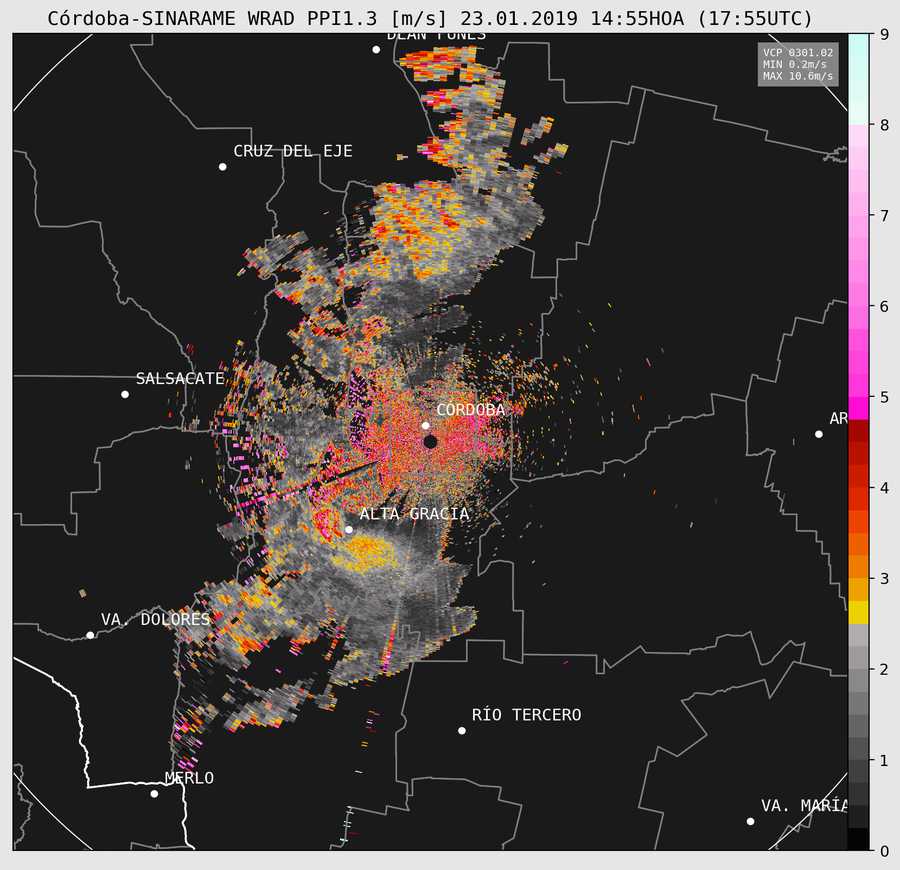 Córdoba-SINARAME WRAD PPI1.3 [m/s] 23.01.2019 14:55HOA (17:55UTC)
DEÁN FUNES
VCP 0301.02
MIN 0.2m/s
MAX 10.6m/s
CRUZ DEL EJE
SALSACATE
CÓRDOBA
AR
ALTA GRACIA
VA. DOLORES
RÍO TERCERO
MERLO
VA. MARÍA
9
8
7
6
5
4
3
2
1
0